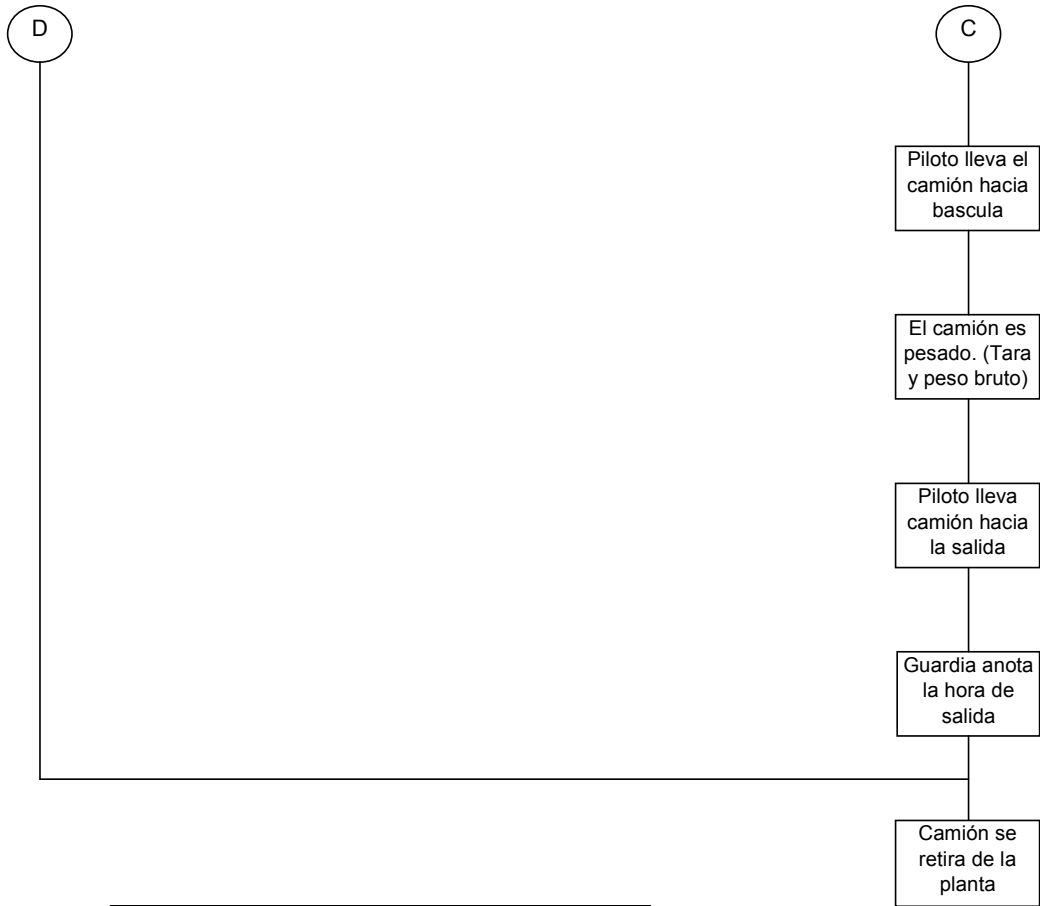 D
C
Piloto lleva el
camión hacia
bascula
El camión es
pesado. (Tara
y peso bruto)
Piloto lleva
camión hacia
la salida
Guardia anota
la hora de
salida
Camión se
retira de la
planta